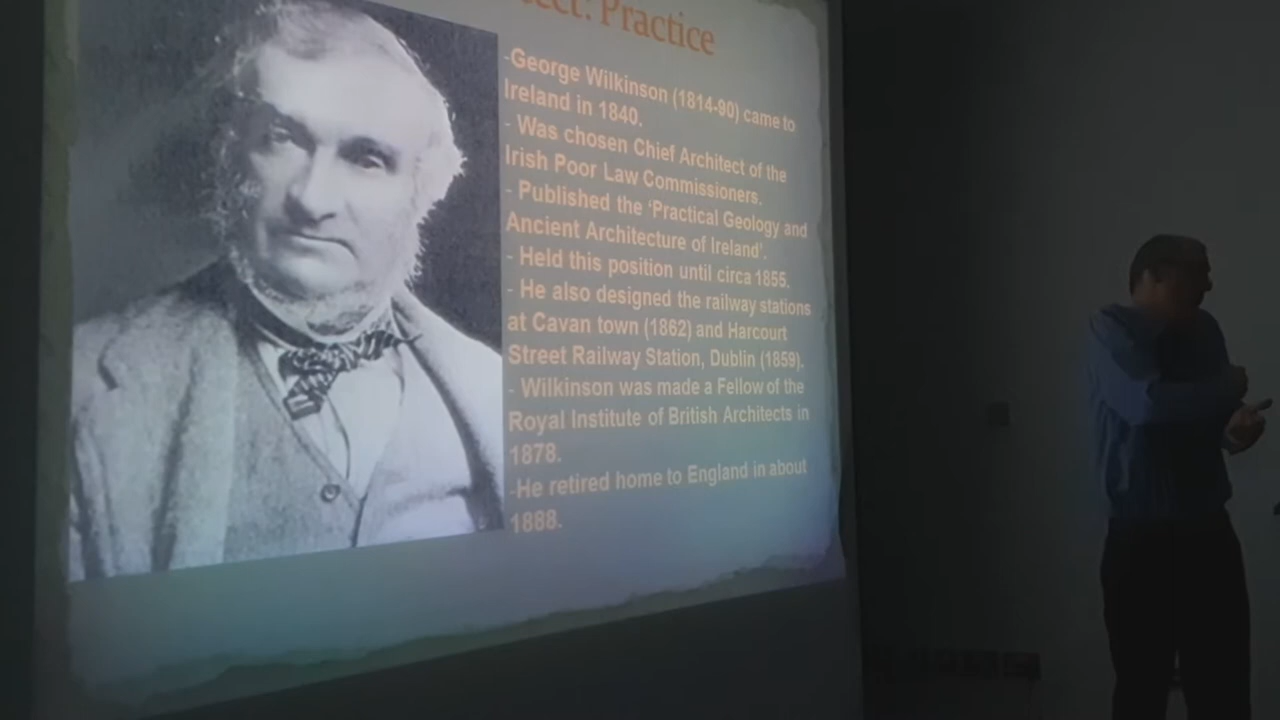 Practice
-George Wilkinson (1814-90) came to
Ireland in 1840.
- Was chosen Chief Architect of the
Irish Poor Law Commissioners.
- Published the ‘Practical Geology and
Ancient Architecture of Ireland’.
- Held this position until circa 1855.
- He also designed the railway stations
at Cavan town (1862) and Harcourt
Street Railway Station, Dublin (1859).
- Wilkinson was made a Fellow of the
Royal Institute of British Architects in
1878.
-He retired home to England in about
1888.